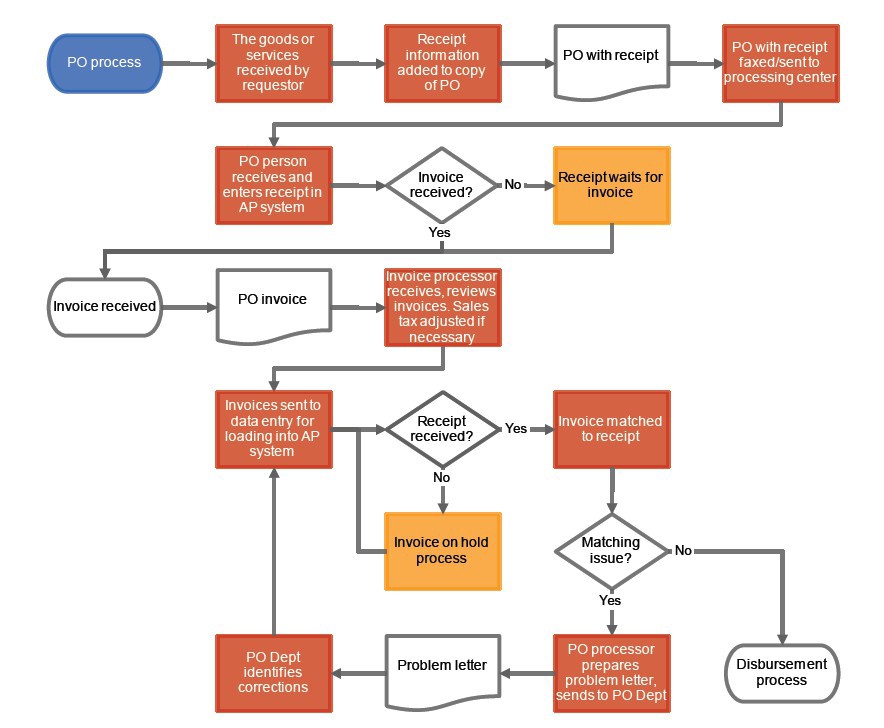 PO process
The goods or
services
received by
requestor
Receipt
information
added to copy
of PO
PO with receipt
PO with receipt
faxed/sent to
processing center
PO person
receives and
enters receipt in
AP system
Invoice
received?
No
Receipt waits for
invoice
Yes
Invoice received
PO invoice
Invoice processor
receives, reviews
invoices. Sales
tax adjusted if
necessary
Invoices sent to
data entry for
loading into AP
system
Receipt
received?
Yes
Invoice matched
to receipt
No
Invoice on hold
process
Matching
issue?
No
Yes
PO Dept
identifies
corrections
Problem letter
PO processor
prepares
problem letter,
sends to PO Dept
Disbursement
process